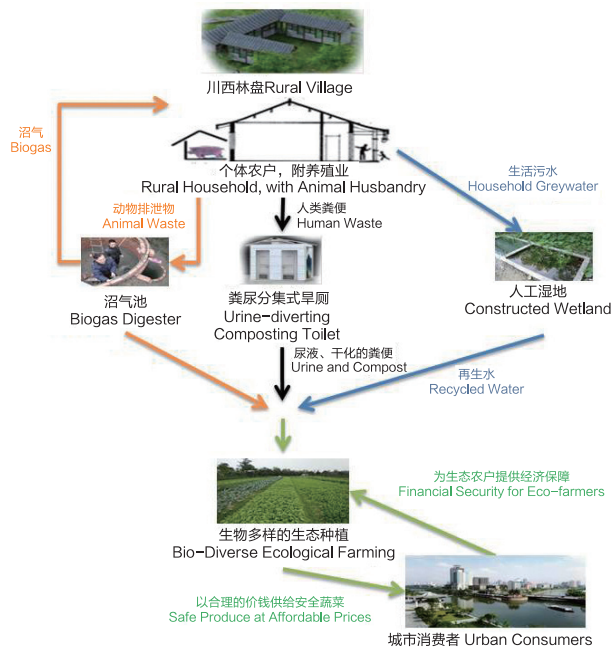 川西林盘Rural Village
沼气
Biogas
个体农户，附养殖业
Rural Household, with Animal Husbandry
生活污水
Household Greywater
动物排泄物
Animal Waste
人类粪便
Human Waste
沼气池
Biogas Digester
粪尿分集式旱厕
Urine-diverting
Composting Toilet
人工湿地
Constructed Wetland
尿液、干化的粪便
Urine and Compost
再生水
Recycled Water
为生态农户提供经济保障
Financial Security for Eco-farmers
生物多样的生态种植
Bio-Diverse Ecological Farming
以合理的价钱供给安全蔬菜
Safe Produce at Affordable Prices
城市消费者 Urban Consumers